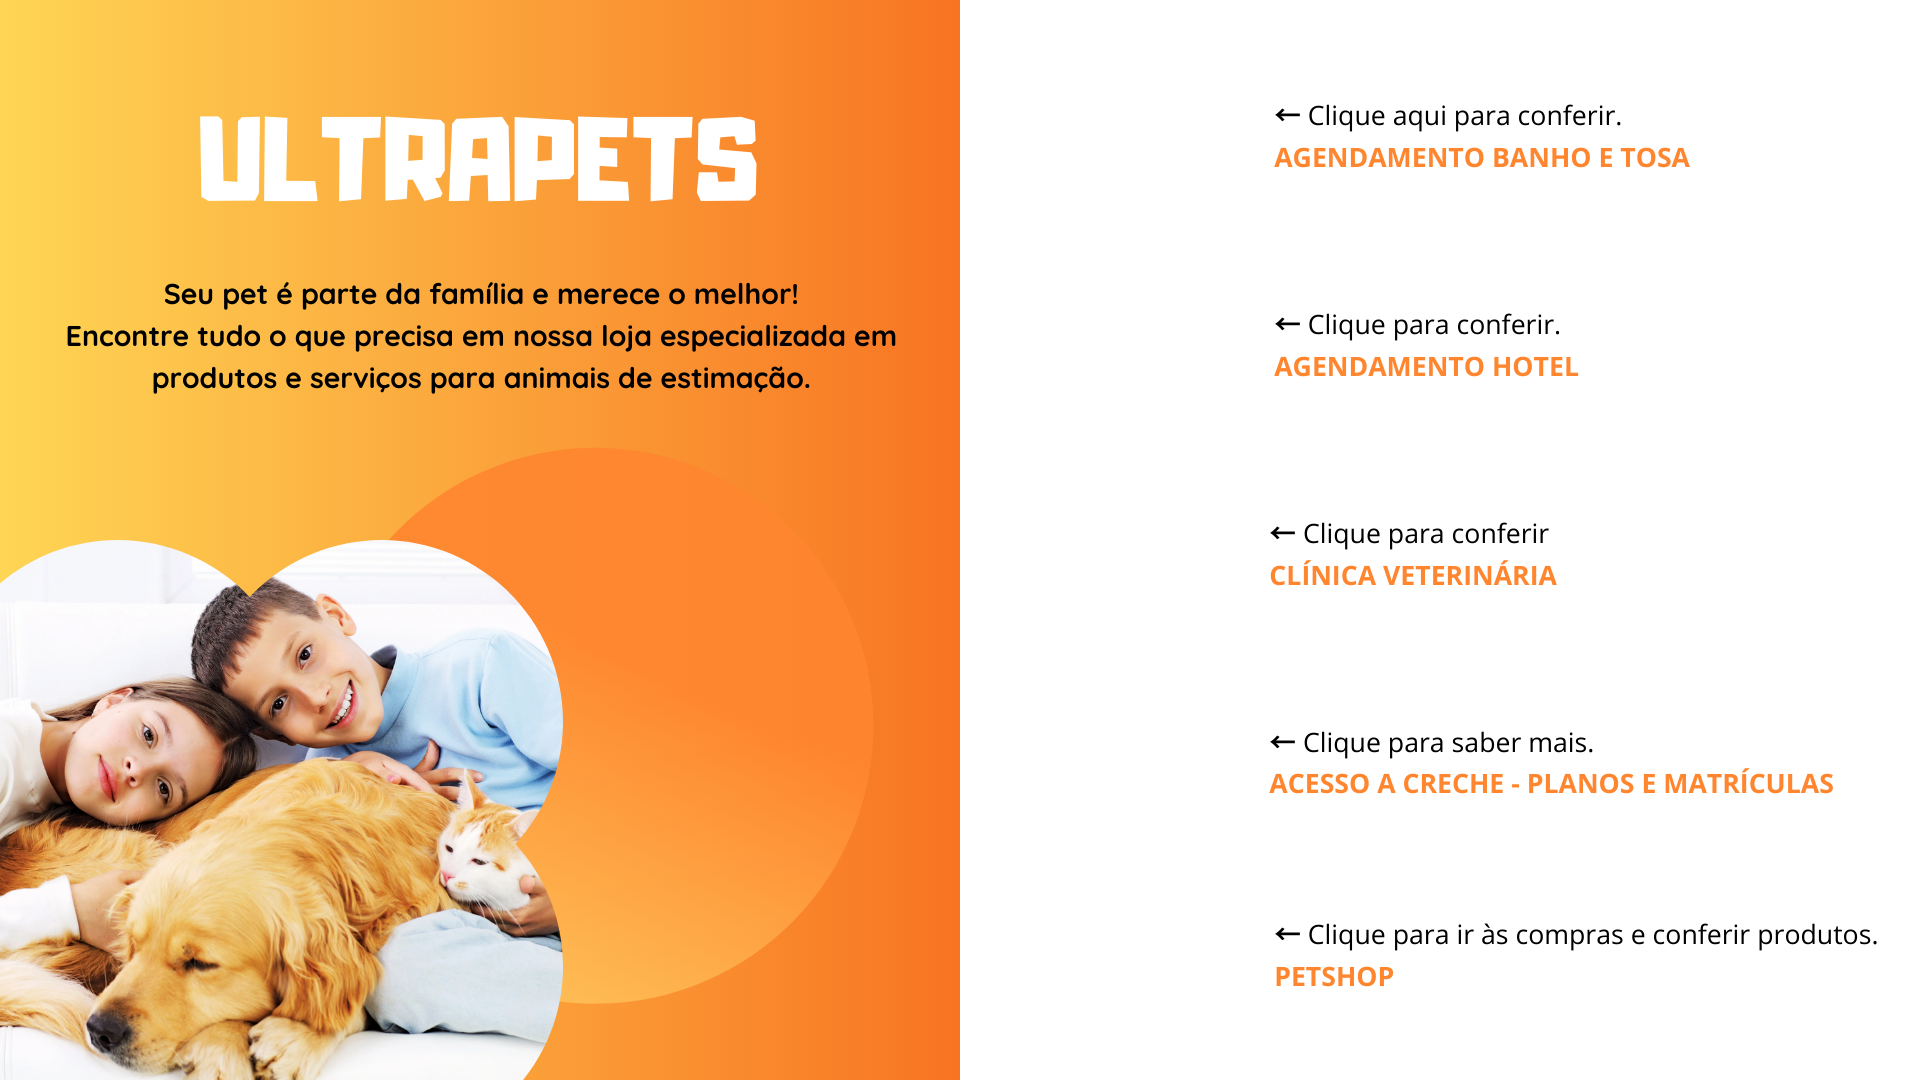 ULTRAPETS
Seu pet é parte da família e merece o melhor!
Encontre tudo o que precisa em nossa loja especializada em
produtos e serviços para animais de estimação.
← Clique aqui para conferir.
AGENDAMENTO BANHO E TOSA
← Clique para conferir.
AGENDAMENTO HOTEL
← Clique para conferir
CLÍNICA VETERINÁRIA
← Clique para saber mais.
ACESSO A CRECHE - PLANOS E MATRÍCULAS
← Clique para ir às compras e conferir produtos.
PETSHOP